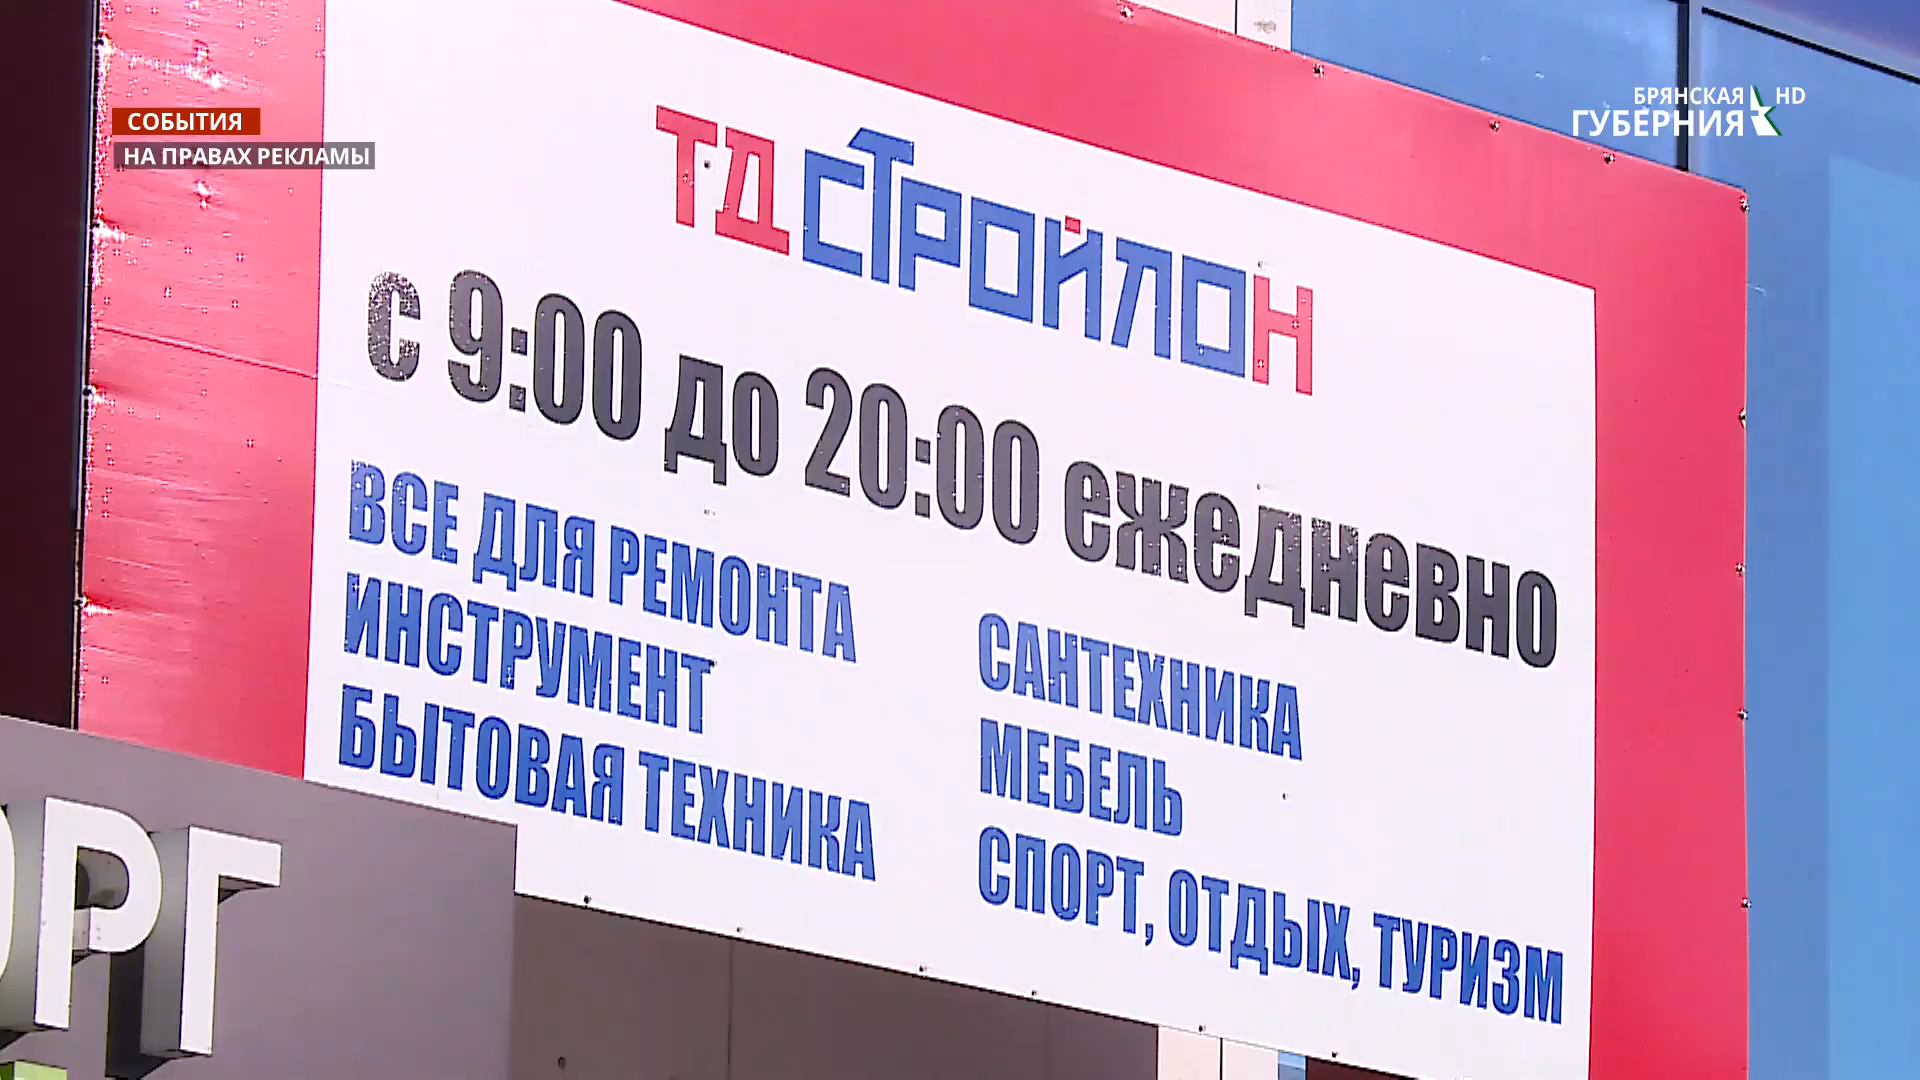 СОБЫТИЯ
НА ПРАВАХ РЕКЛАМЫ
БРЯНСКАЯ HD
ГУБЕРНИЯ
ТД СТРОЙЛОН
с 9:00 до 20:00 ежедневно
ВСЕ ДЛЯ РЕМОНТА
ИНСТРУМЕНТ
БЫТОВАЯ ТЕХНИКА
САНТЕХНИКА
МЕБЕЛЬ
СПОРТ, ОТДЫХ, ТУРИЗМ
ОРГ